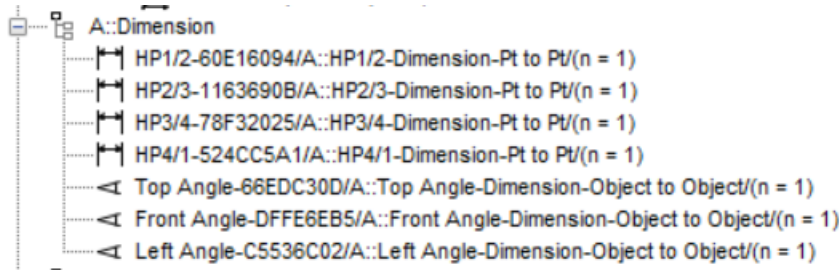 A::Dimension
HP1/2-60E16094/A::HP1/2-Dimension-Pt to Pt/(n = 1)
HP2/3-1163690B/A::HP2/3-Dimension-Pt to Pt/(n = 1)
HP3/4-78F32025/A::HP3/4-Dimension-Pt to Pt/(n = 1)
HP4/1-524CC5A1/A::HP4/1-Dimension-Pt to Pt/(n = 1)
Top Angle-66EDC30D/A::Top Angle-Dimension-Object to Object/(n = 1)
Front Angle-DFFE6EB5/A::Front Angle-Dimension-Object to Object/(n = 1)
Left Angle-C5536C02/A::Left Angle-Dimension-Object to Object/(n = 1)